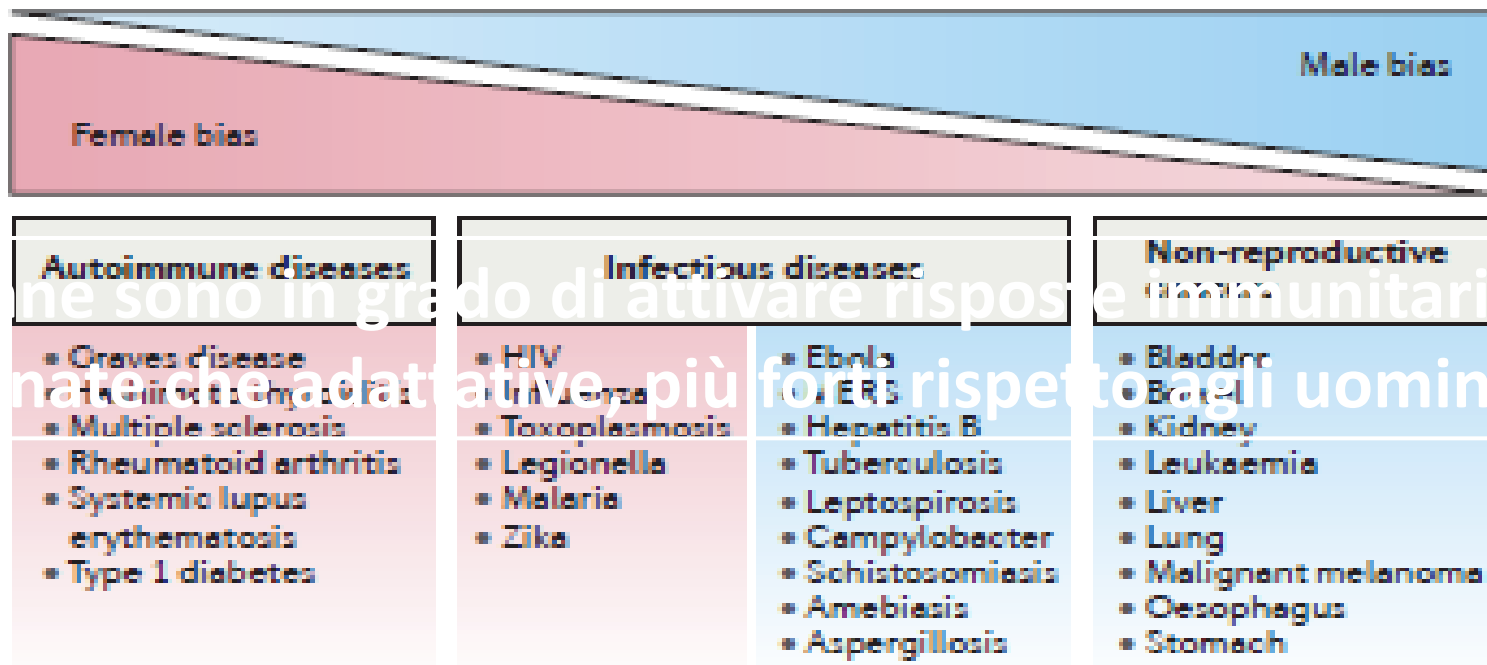 Male bias
Female bias
Autoimmune diseases
Infectious diseases
Non-reproductive
ne sono in grado di attivare risposte immunitari
nate che adattative, più forti rispetto agli uomin
• Graves disease
• Multiple sclerosis
• Rheumatoid arthritis
• Systemic lupus
erythematosis
• Type 1 diabetes
• HIV
• Influenza
• Toxoplasmosis
• Legionella
• Malaria
• Zika
• Ebola
• Hepatitis B
• Tuberculosis
• Leptospirosis
• Campylobacter
• Schistosomiasis
• Amebiasis
• Aspergillosis
• Bladder
• Kidney
• Leukaemia
• Liver
• Lung
• Malignant melanoma
• Oesophagus
• Stomach